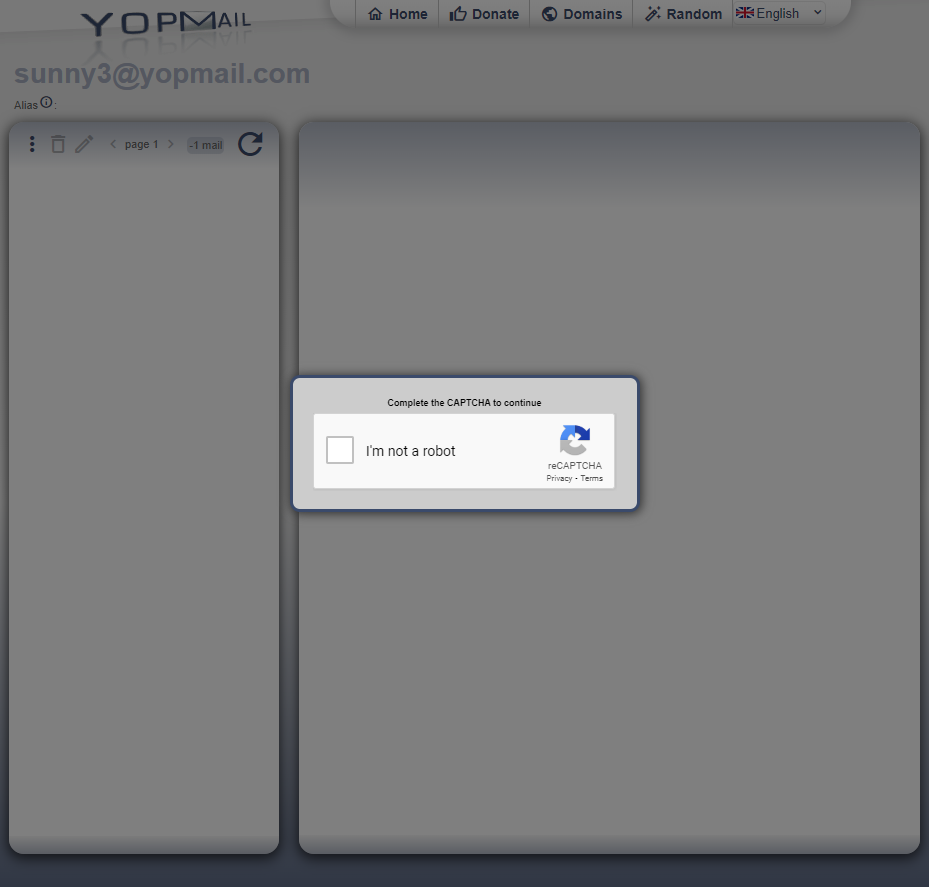 YOPMAIL
Home Donate Domains Random English
sunny3@yopmail.com
Alias :
page 1 -1 mail
Complete the CAPTCHA to continue
I'm not a robot
reCAPTCHA
Privacy - Terms